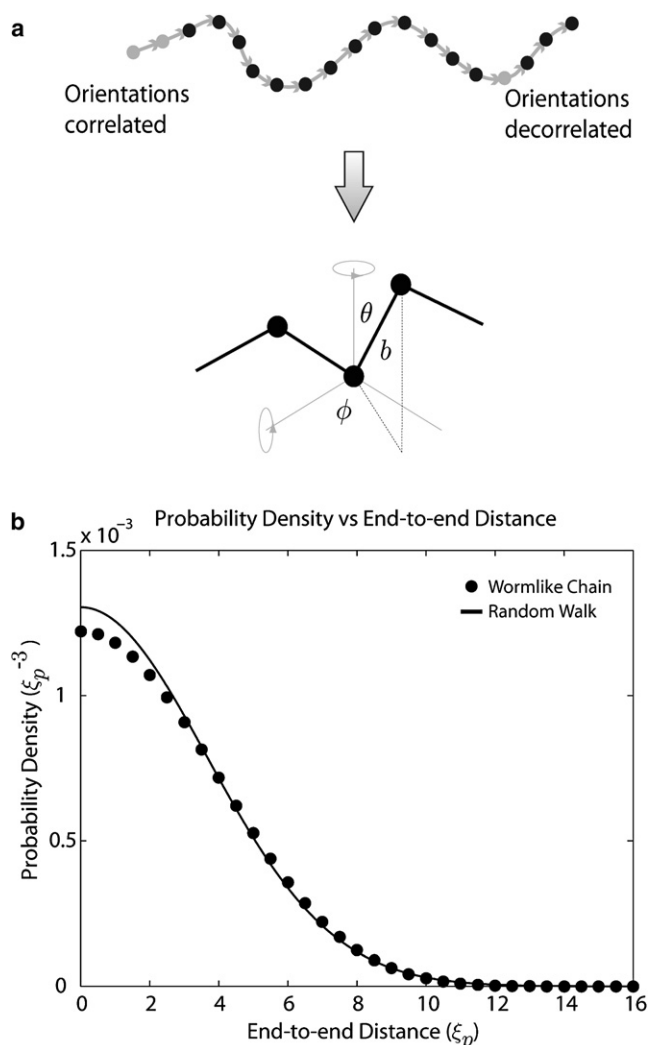 a
Orientations
correlated
Orientations
decorrelated
θ
b
ϕ
b
x 10⁻³
Probability Density vs End-to-end Distance
1.5
1
0.5
0
Probability Density (ξₚ⁻³)
Wormlike Chain
Random Walk
0 2 4 6 8 10 12 14 16
End-to-end Distance (ξₚ)